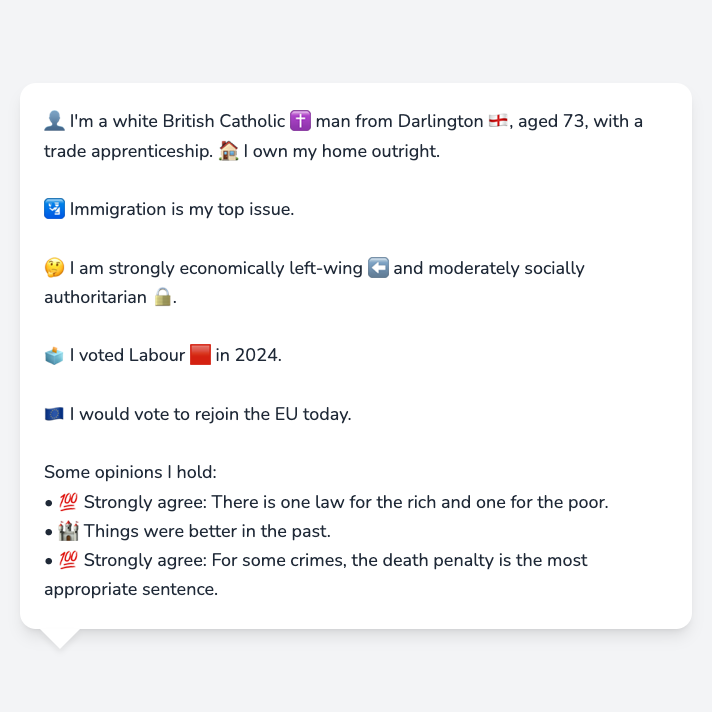 👤 I'm a white British Catholic ✝️ man from Darlington 🏴󠁧󠁢󠁥󠁮󠁧󠁿, aged 73, with a
trade apprenticeship. 🏠 I own my home outright.
🛂 Immigration is my top issue.
🤔 I am strongly economically left-wing ⬅️ and moderately socially
authoritarian 🔒.
🗳️ I voted Labour 🟥 in 2024.
🇪🇺 I would vote to rejoin the EU today.
Some opinions I hold:
• 💯 Strongly agree: There is one law for the rich and one for the poor.
• 🏰 Things were better in the past.
• 💯 Strongly agree: For some crimes, the death penalty is the most
appropriate sentence.